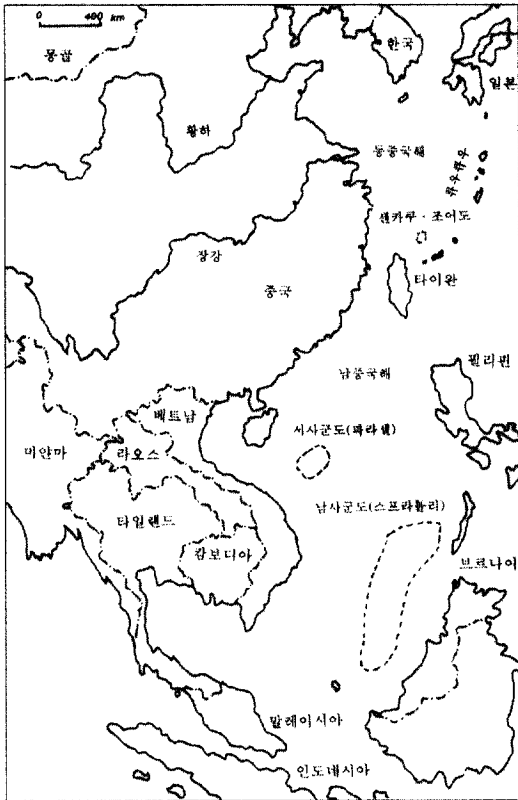 0 400 km
몽곱
한국
일본
황하
동중국해
류우뀨우
센카루·조어도
장강
타이완
중국
필리핀
남중국해
베트남
서사군도(파라셀)
미얀마
라오스
남사군도(스프라틀리)
타일랜드
캄보디아
브르나이
말레이시아
인도네시아